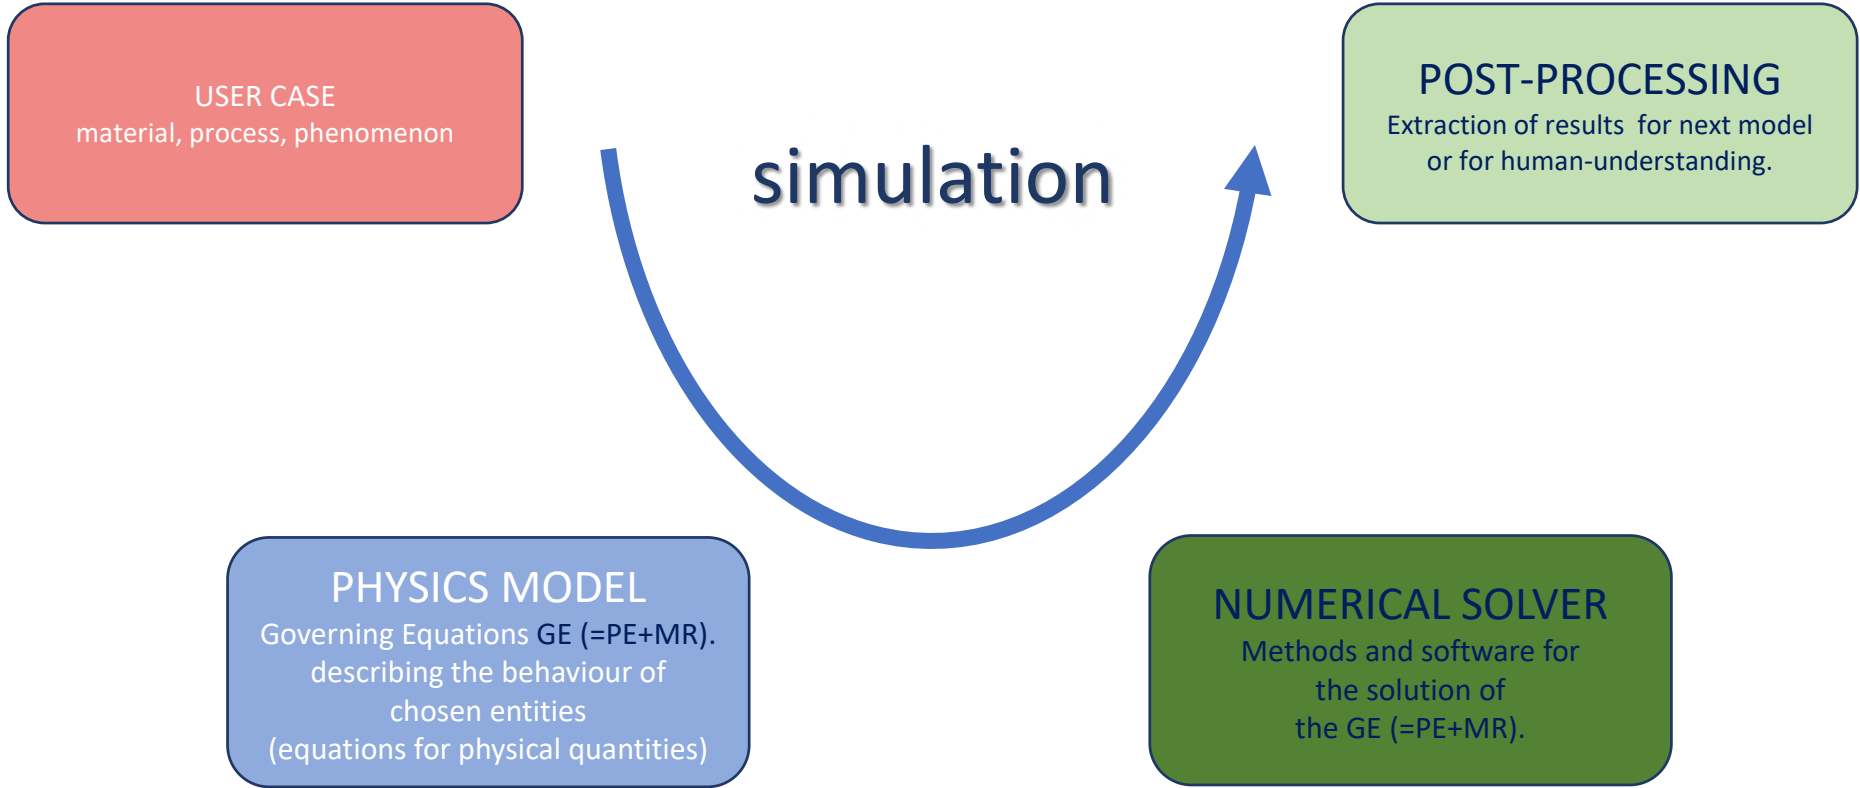 USER CASE
material, process, phenomenon
simulation
POST-PROCESSING
Extraction of results  for next model
or for human-understanding.
PHYSICS MODEL
Governing Equations GE (=PE+MR).
describing the behaviour of
chosen entities
(equations for physical quantities)
NUMERICAL SOLVER
Methods and software for
the solution of
the GE (=PE+MR).